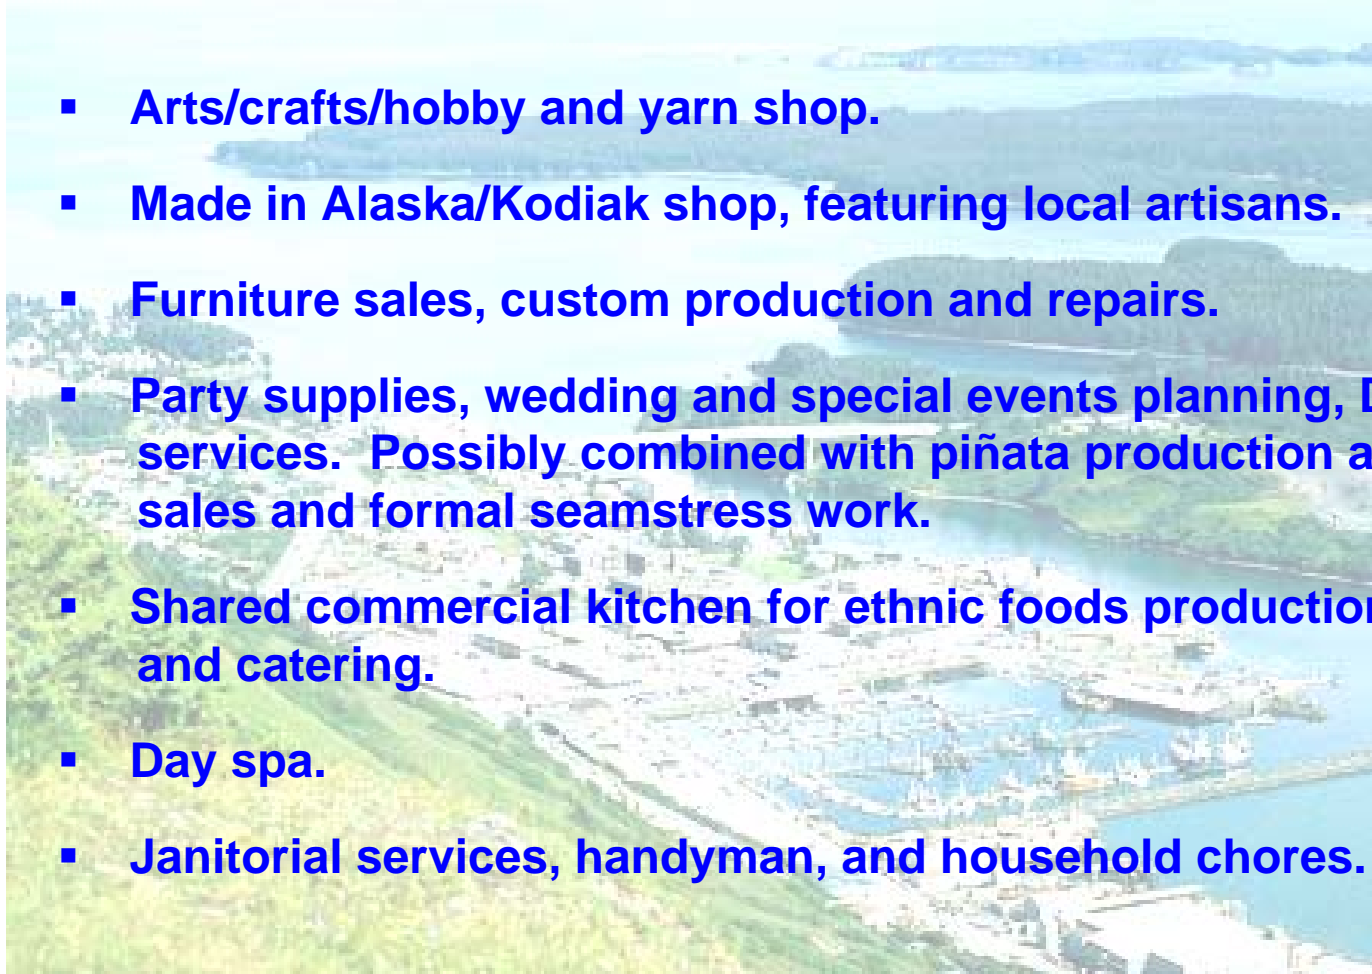 ▪ Arts/crafts/hobby and yarn shop.
▪ Made in Alaska/Kodiak shop, featuring local artisans.
▪ Furniture sales, custom production and repairs.
▪ Party supplies, wedding and special events planning,
services. Possibly combined with piñata production
sales and formal seamstress work.
▪ Shared commercial kitchen for ethnic foods production
and catering.
▪ Day spa.
▪ Janitorial services, handyman, and household chores.